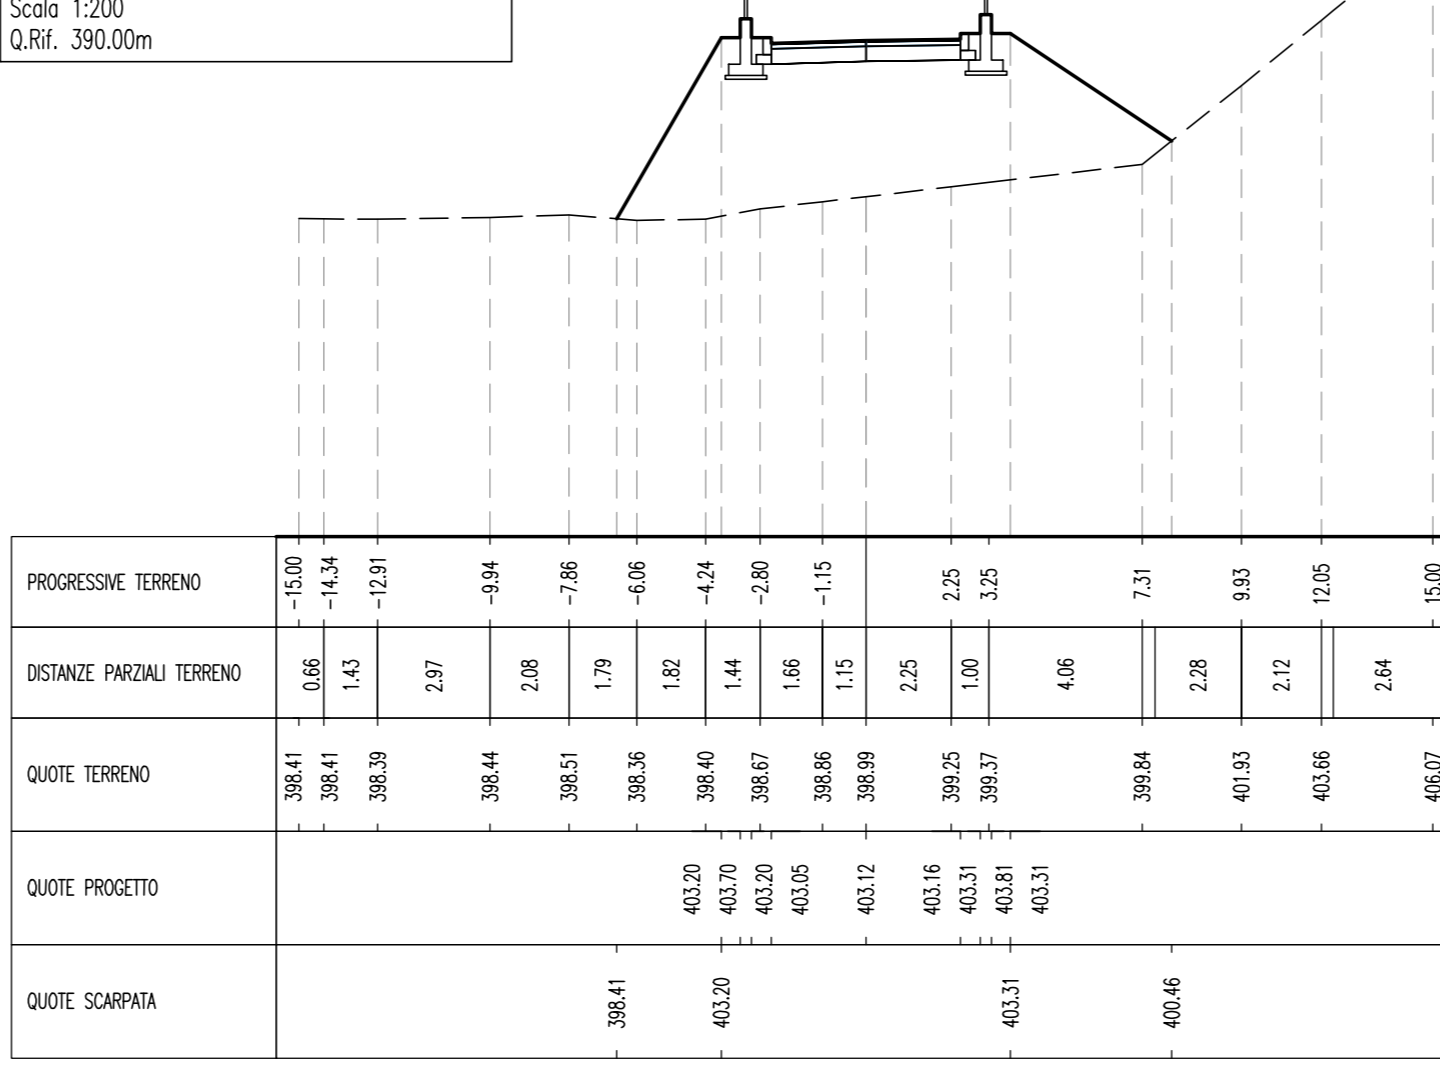 Scala 1:200
Q.Rif. 390.00m
PROGRESSIVE TERRENO -15.00 -14.34 -12.91 -9.94 -7.86 -6.06 -4.24 -2.80 -1.15 2.25 3.25 7.31 9.93 12.05 15.00
DISTANZE PARZIALI TERRENO 0.66 1.43 2.97 2.08 1.79 1.82 1.44 1.66 1.15 2.25 1.00 4.06 2.28 2.12 2.64
QUOTE TERRENO 398.41 398.41 398.39 398.44 398.51 398.36 398.40 398.67 398.86 398.99 399.25 399.37 399.84 401.93 403.66 406.07
QUOTE PROGETTO 403.20 403.70 403.20 403.05 403.12 403.16 403.31 403.81 403.31
QUOTE SCARPATA 398.41 403.20 403.31 400.46